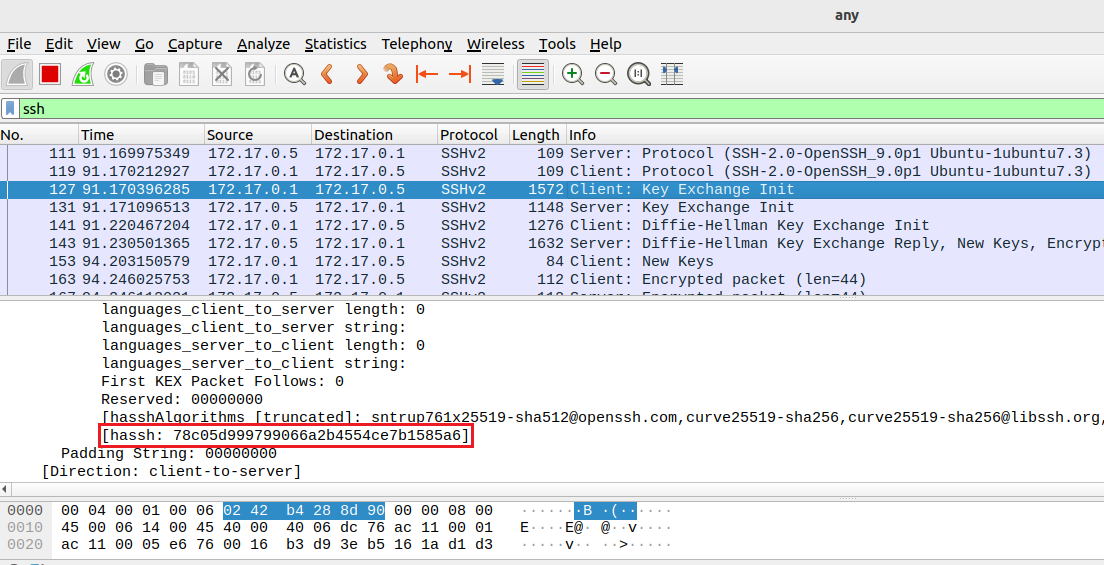 any
File Edit View Go Capture Analyze Statistics Telephony Wireless Tools Help
ssh
No. Time Source Destination Protocol Length Info
111 91.169975349 172.17.0.5 172.17.0.1 SSHv2 109 Server: Protocol (SSH-2.0-OpenSSH_9.0p1 Ubuntu-1ubuntu7.3)
119 91.170212927 172.17.0.1 172.17.0.5 SSHv2 109 Client: Protocol (SSH-2.0-OpenSSH_9.0p1 Ubuntu-1ubuntu7.3)
127 91.170396285 172.17.0.1 172.17.0.5 SSHv2 1572 Client: Key Exchange Init
131 91.171096513 172.17.0.5 172.17.0.1 SSHv2 1148 Server: Key Exchange Init
141 91.220467204 172.17.0.1 172.17.0.5 SSHv2 1276 Client: Diffie-Hellman Key Exchange Init
143 91.230501365 172.17.0.5 172.17.0.1 SSHv2 1632 Server: Diffie-Hellman Key Exchange Reply, New Keys, Encrypt
153 94.203150579 172.17.0.1 172.17.0.5 SSHv2 84 Client: New Keys
163 94.246025753 172.17.0.1 172.17.0.5 SSHv2 112 Client: Encrypted packet (len=44)
languages_client_to_server length: 0
languages_client_to_server string:
languages_server_to_client length: 0
languages_server_to_client string:
First KEX Packet Follows: 0
Reserved: 00000000
[hasshAlgorithms [truncated]: sntrup761x25519-sha512@openssh.com,curve25519-sha256,curve25519-sha256@libssh.org,
[hassh: 78c05d999799066a2b4554ce7b1585a6]
Padding String: 00000000
[Direction: client-to-server]
0000 00 04 00 01 00 06 02 42 b4 28 8d 90 00 00 08 00 ·······B ·(······
0010 45 00 06 14 00 45 40 00 40 06 dc 76 ac 11 00 01 E····E@· @··v····
0020 ac 11 00 05 e6 76 00 16 b3 d9 3e b5 16 1a d1 d3 ·····v·· ··>·····